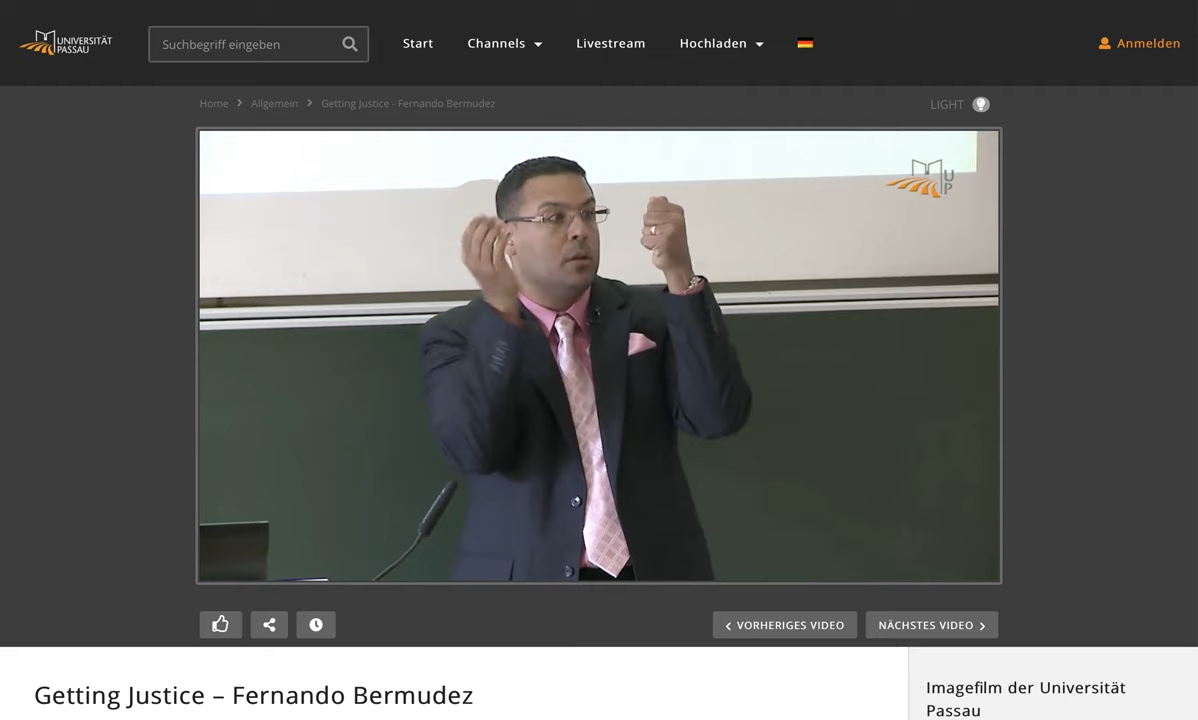 UNIVERSITÄT
PASSAU
Suchbegriff eingeben
Start
Channels
Livestream
Hochladen
Anmelden
Home
Allgemein
Getting Justice - Fernando Bermudez
LIGHT
U
P
VORHERIGES VIDEO
NÄCHSTES VIDEO
Getting Justice – Fernando Bermudez
Imagefilm der Universität
Passau